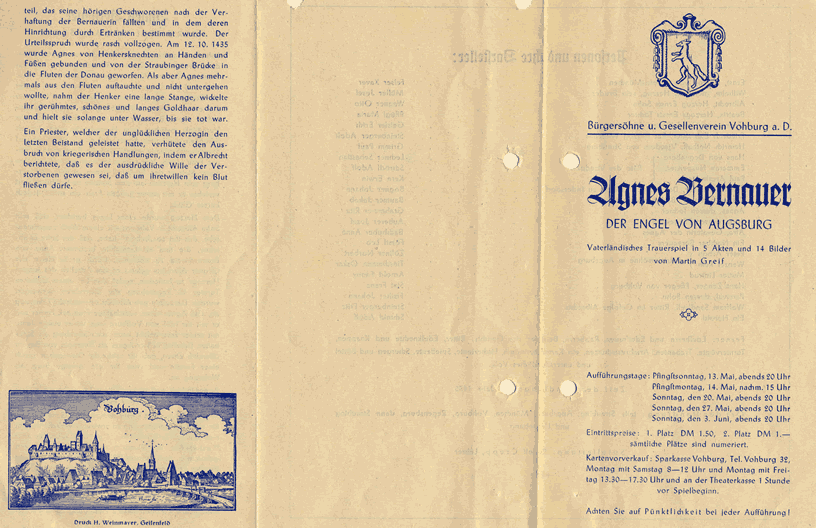 teil, das seine hörigen Geschworenen nach der Ver-
haftung der Bernauerin fällten und in dem deren
Hinrichtung durch Ertränken bestimmt wurde. Der
Urteilsspruch wurde rasch vollzogen. Am 12. 10. 1435
wurde Agnes von Henkersknechten an Händen und
Füßen gebunden und von der Straubinger Brücke in
die Fluten der Donau geworfen. Als aber Agnes mehr-
mals aus den Fluten auftauchte und nicht untergehen
wollte, nahm der Henker eine lange Stange, wickelte
ihr gerühmtes, schönes und langes Goldhaar darum
und hielt sie solange unter Wasser, bis sie tot war.
Ein Priester, welcher der unglücklichen Herzogin den
letzten Beistand geleistet hatte, verhütete den Aus-
bruch von kriegerischen Handlungen, indem er Albrecht
berichtete, daß es der ausdrückliche Wille der Ver-
storbenen gewesen sei, daß um ihretwillen kein Blut
fließen dürfe.
Vohburg
Druck H. Weinmayer, Geisenfeld
Bürgersöhne u. Gesellenverein Vohburg a. D.
Agnes Bernauer
DER ENGEL VON AUGSBURG
Vaterländisches Trauerspiel in 5 Akten und 14 Bilder
von Martin Greif
Aufführungstage: Pfingstsonntag, 13. Mai, abends 20 Uhr
Pfingstmontag, 14. Mai, nachm. 15 Uhr
Sonntag, den 20. Mai, abends 20 Uhr
Sonntag, den 27. Mai, abends 20 Uhr
Sonntag, den 3. Juni, abends 20 Uhr
Eintrittspreise: 1. Platz DM 1.50, 2. Platz DM 1.—
sämtliche Plätze sind numeriert.
Kartenvorverkauf: Sparkasse Vohburg, Tel. Vohburg 32,
Montag mit Samstag 8—12 Uhr und Montag mit Frei-
tag 13.30—17.30 Uhr und an der Theaterkasse 1 Stunde
vor Spielbeginn.
Achten Sie auf Pünktlichkeit bei jeder Aufführung!